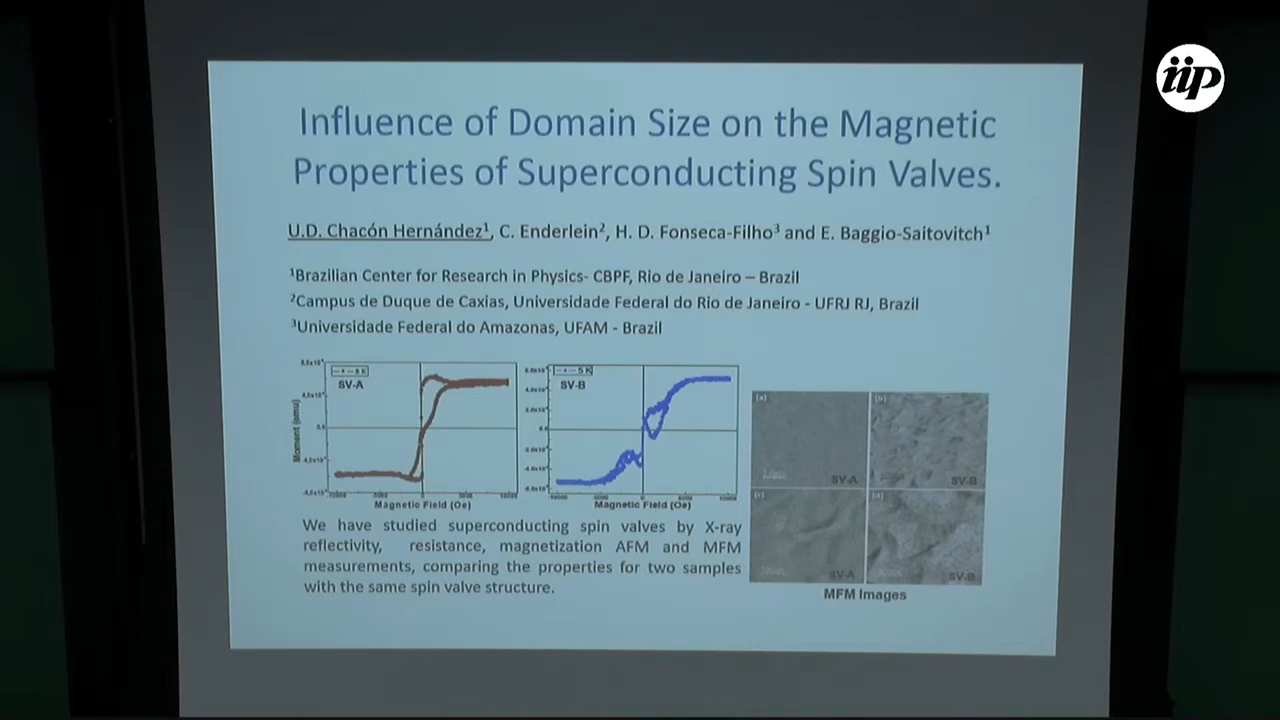 iip
Influence of Domain Size on the Magnetic
Properties of Superconducting Spin Valves.
U.D. Chacón Hernández¹, C. Enderlein², H. D. Fonseca-Filho³ and E. Baggio-Saitovitch¹
¹Brazilian Center for Research in Physics- CBPF, Rio de Janeiro – Brazil
²Campus de Duque de Caxias, Universidade Federal do Rio de Janeiro - UFRJ RJ, Brazil
³Universidade Federal do Amazonas, UFAM - Brazil
SV-A
Moment (emu)
Magnetic Field (Oe)
SV-B
Magnetic Field (Oe)
(a)
SV-A
(b)
SV-B
(c)
SV-A
(d)
SV-B
MFM Images
We have studied superconducting spin valves by X-ray
reflectivity, resistance, magnetization AFM and MFM
measurements, comparing the properties for two samples
with the same spin valve structure.